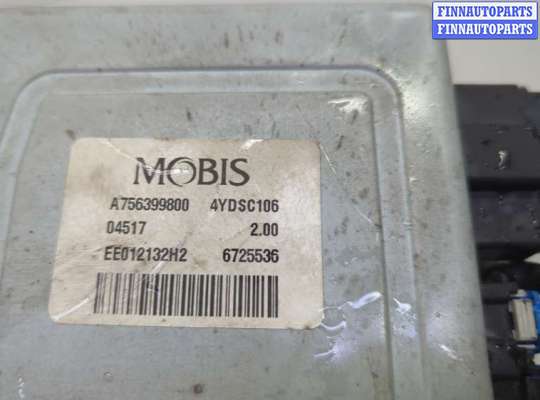 FINNAUTOPARTS
FINNAUTOPARTS
MOBIS
A756399800 4YDSC106
04517 2.00
EE012132H2 6725536